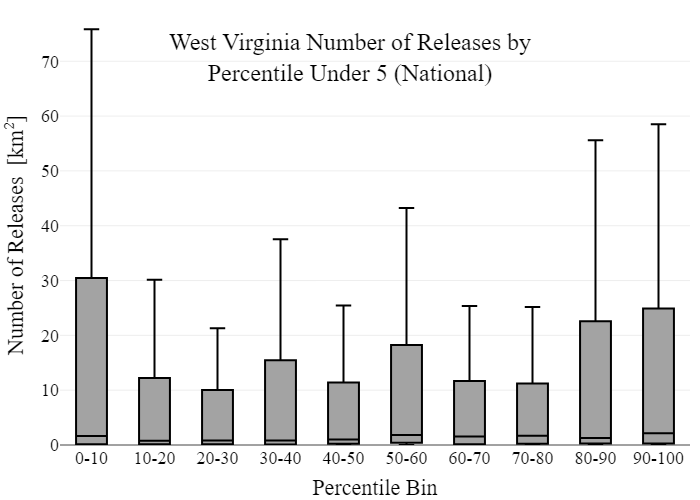 West Virginia Number of Releases by
Percentile Under 5 (National)
Number of Releases [km²]
70
60
50
40
30
20
10
0
0-10 10-20 20-30 30-40 40-50 50-60 60-70 70-80 80-90 90-100
Percentile Bin